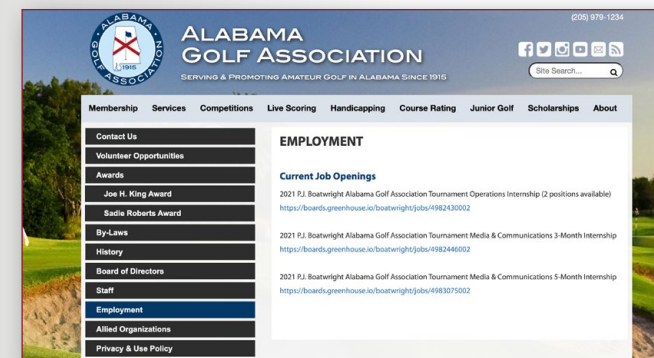 (205) 979-1234
ALABAMA
GOLF
ASSOCIATION
1915
ALABAMA
GOLF ASSOCIATION
SERVING & PROMOTING AMATEUR GOLF IN ALABAMA SINCE 1915
Site Search...
Membership Services Competitions Live Scoring Handicapping Course Rating Junior Golf Scholarships About
Contact Us
Volunteer Opportunities
Awards
Joe H. King Award
Sadie Roberts Award
By-Laws
History
Board of Directors
Staff
Employment
Allied Organizations
Privacy & Use Policy
EMPLOYMENT
Current Job Openings
2021 P.J. Boatwright Alabama Golf Association Tournament Operations Internship (2 positions available)
https://boards.greenhouse.io/boatwright/jobs/4982430002
2021 P.J. Boatwright Alabama Golf Association Tournament Media & Communications 3-Month Internship
https://boards.greenhouse.io/boatwright/jobs/4982446002
2021 P.J. Boatwright Alabama Golf Association Tournament Media & Communications 5-Month Internship
https://boards.greenhouse.io/boatwright/jobs/4983075002